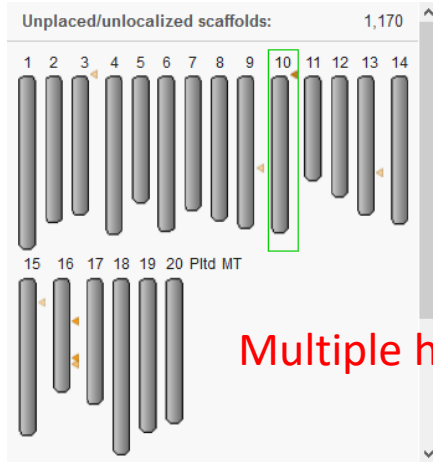 Unplaced/unlocalized scaffolds: 1,170
1 2 3 4 5 6 7 8 9 10 11 12 13 14
15 16 17 18 19 20 Pltd MT
Multiple h